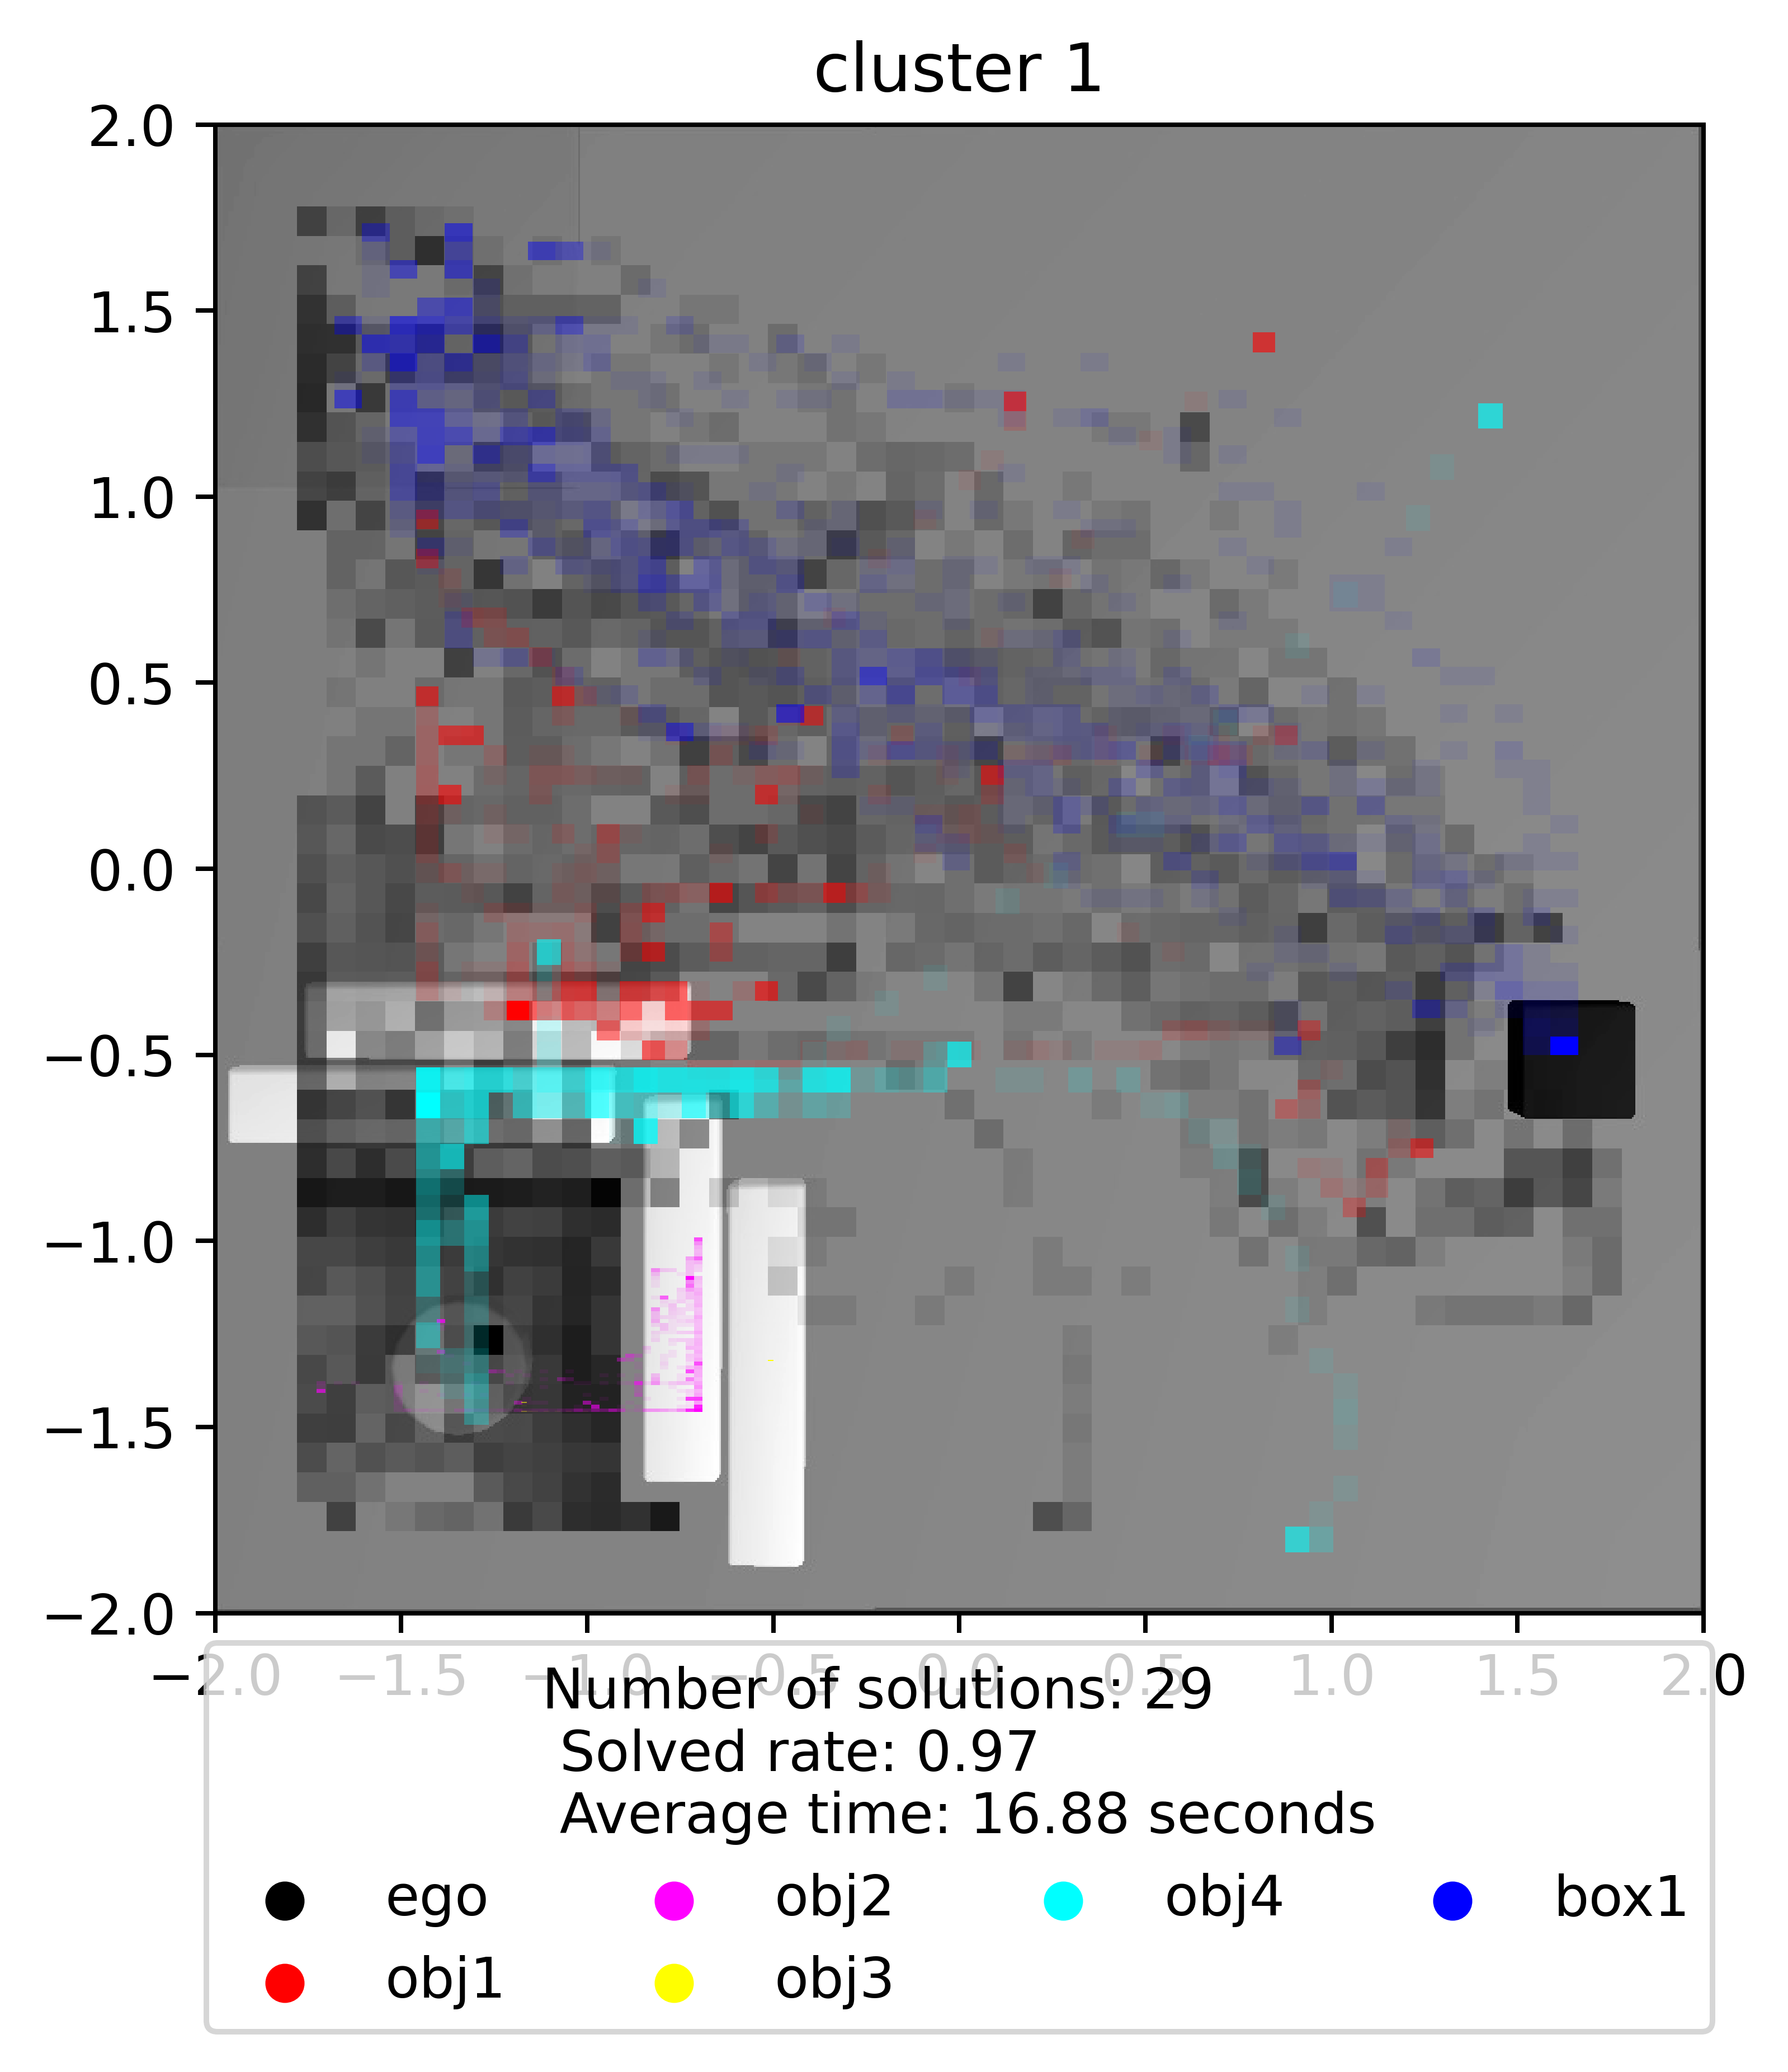 cluster 1
2.0
1.5
1.0
0.5
0.0
−0.5
−1.0
−1.5
−2.0
−2.0 −1.5 −1.0 −0.5 0.0 0.5 1.0 1.5 2.0
Number of solutions: 29
Solved rate: 0.97
Average time: 16.88 seconds
ego obj2 obj4 box1
obj1 obj3